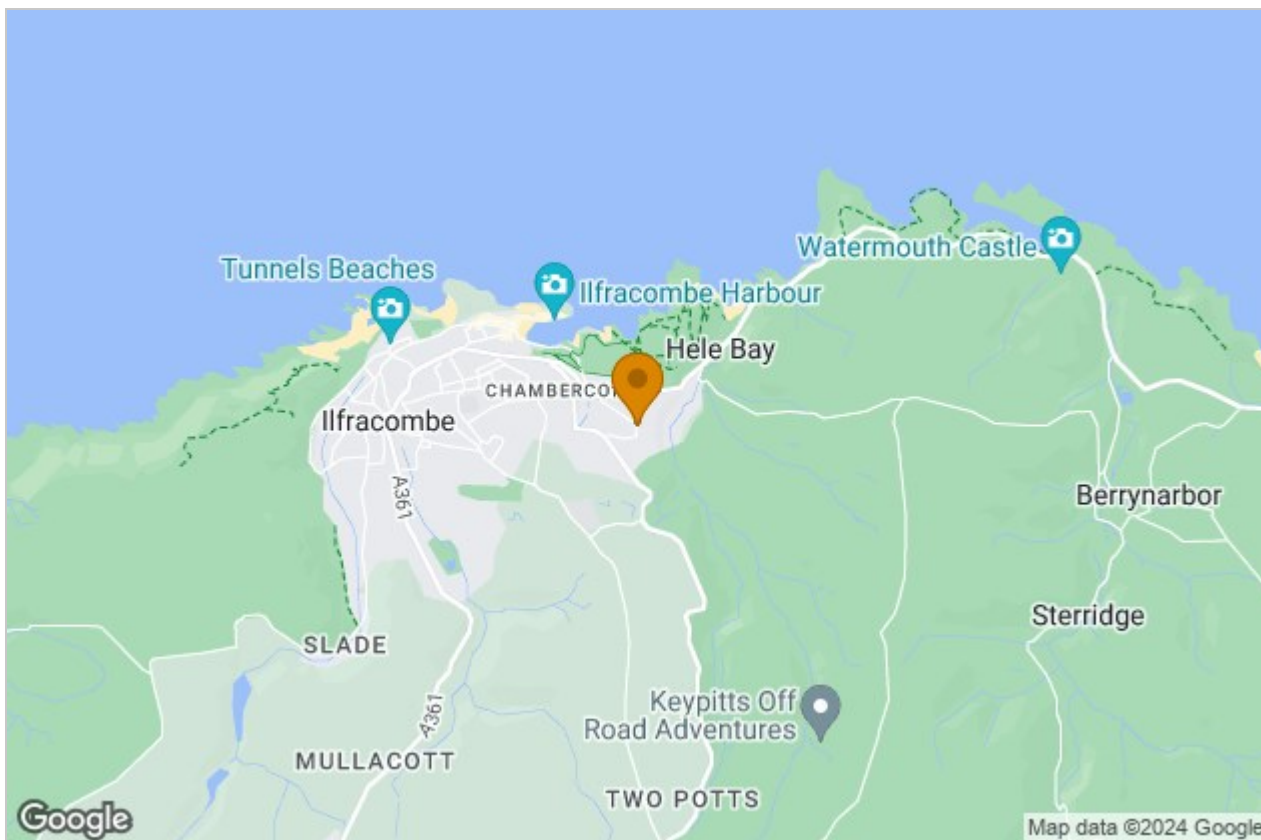 Watermouth Castle
Tunnels Beaches
Ilfracombe Harbour
Hele Bay
Ilfracombe
A361
Berrynarbor
Sterridge
SLADE
Keypitts Off
Road Adventures
A361
MULLACOTT
TWO POTTS
Google
Map data ©2024 Google